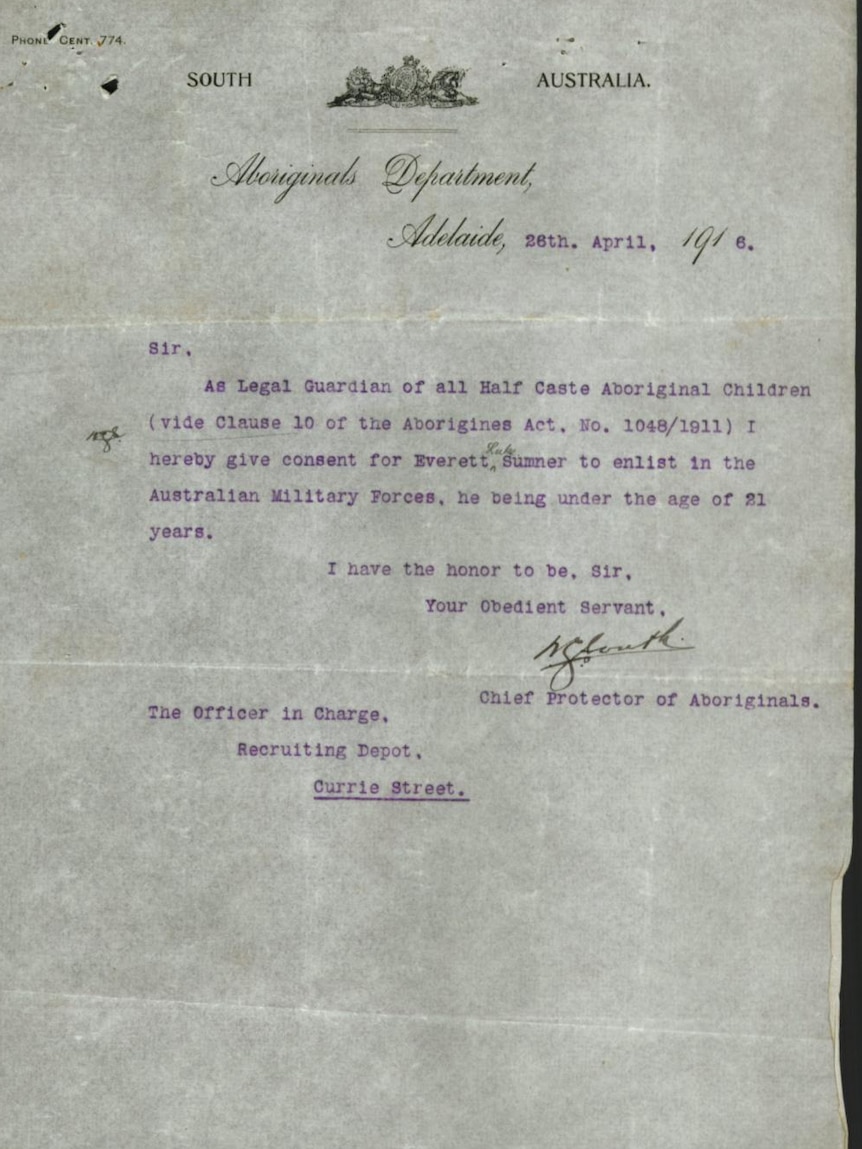 PHONE CENT. 774.
SOUTH AUSTRALIA.
Aboriginals Department,
Adelaide, 26th. April, 1916.
Sir,
As Legal Guardian of all Half Caste Aboriginal Children
(vide Clause 10 of the Aborigines Act, No. 1048/1911) I
hereby give consent for Everett Luke Sumner to enlist in the
Australian Military Forces, he being under the age of 21
years.
I have the honor to be, Sir,
Your Obedient Servant,
WGSouth.
Chief Protector of Aboriginals.
The Officer in Charge,
Recruiting Depot,
Currie Street.